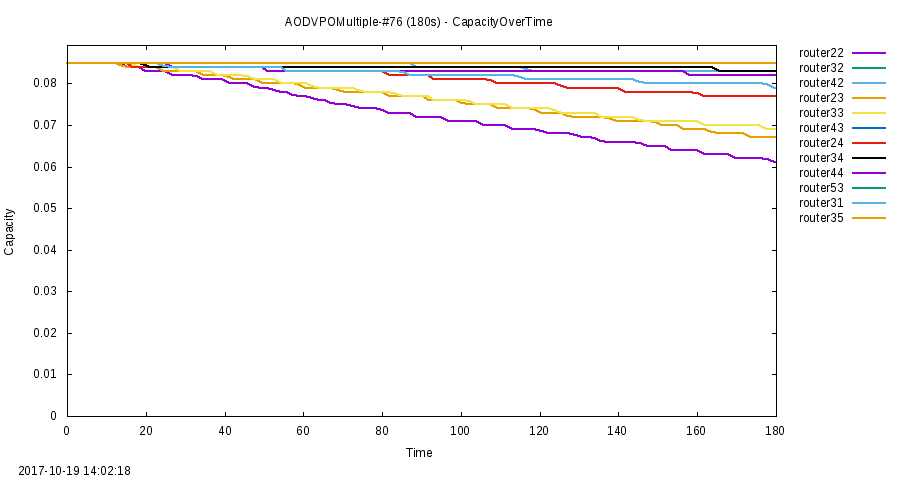 AODVPOMultiple-#76 (180s) - CapacityOverTime
router22
router32
router42
router23
router33
router43
router24
router34
router44
router53
router31
router35
0.08
0.07
0.06
0.05
0.04
0.03
0.02
0.01
0
Capacity
0 20 40 60 80 100 120 140 160 180
Time
2017-10-19 14:02:18